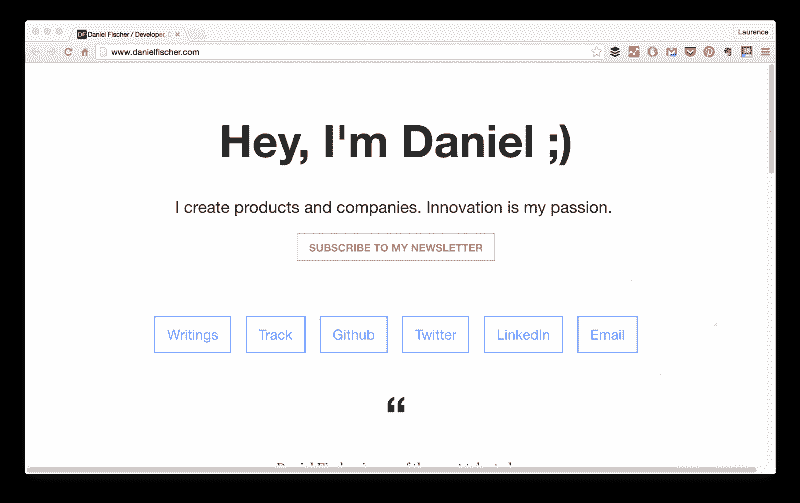 Daniel Fischer / Developer,
Laurence
www.danielfischer.com
Hey, I'm Daniel ;)
I create products and companies. Innovation is my passion.
SUBSCRIBE TO MY NEWSLETTER
Writings Track Github Twitter LinkedIn Email
“